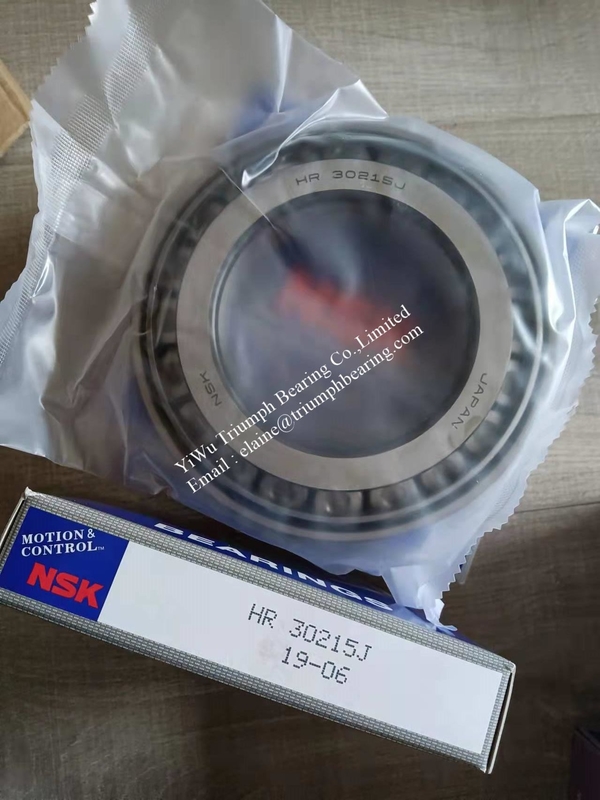 HR 30215J
NSK
JAPAN
YiWu Triumph Bearing Co.,Limited
Email : elaine@triumphbearing.com
MOTION &
CONTROL™
NSK
BEARINGS
HR 30215J
19-06